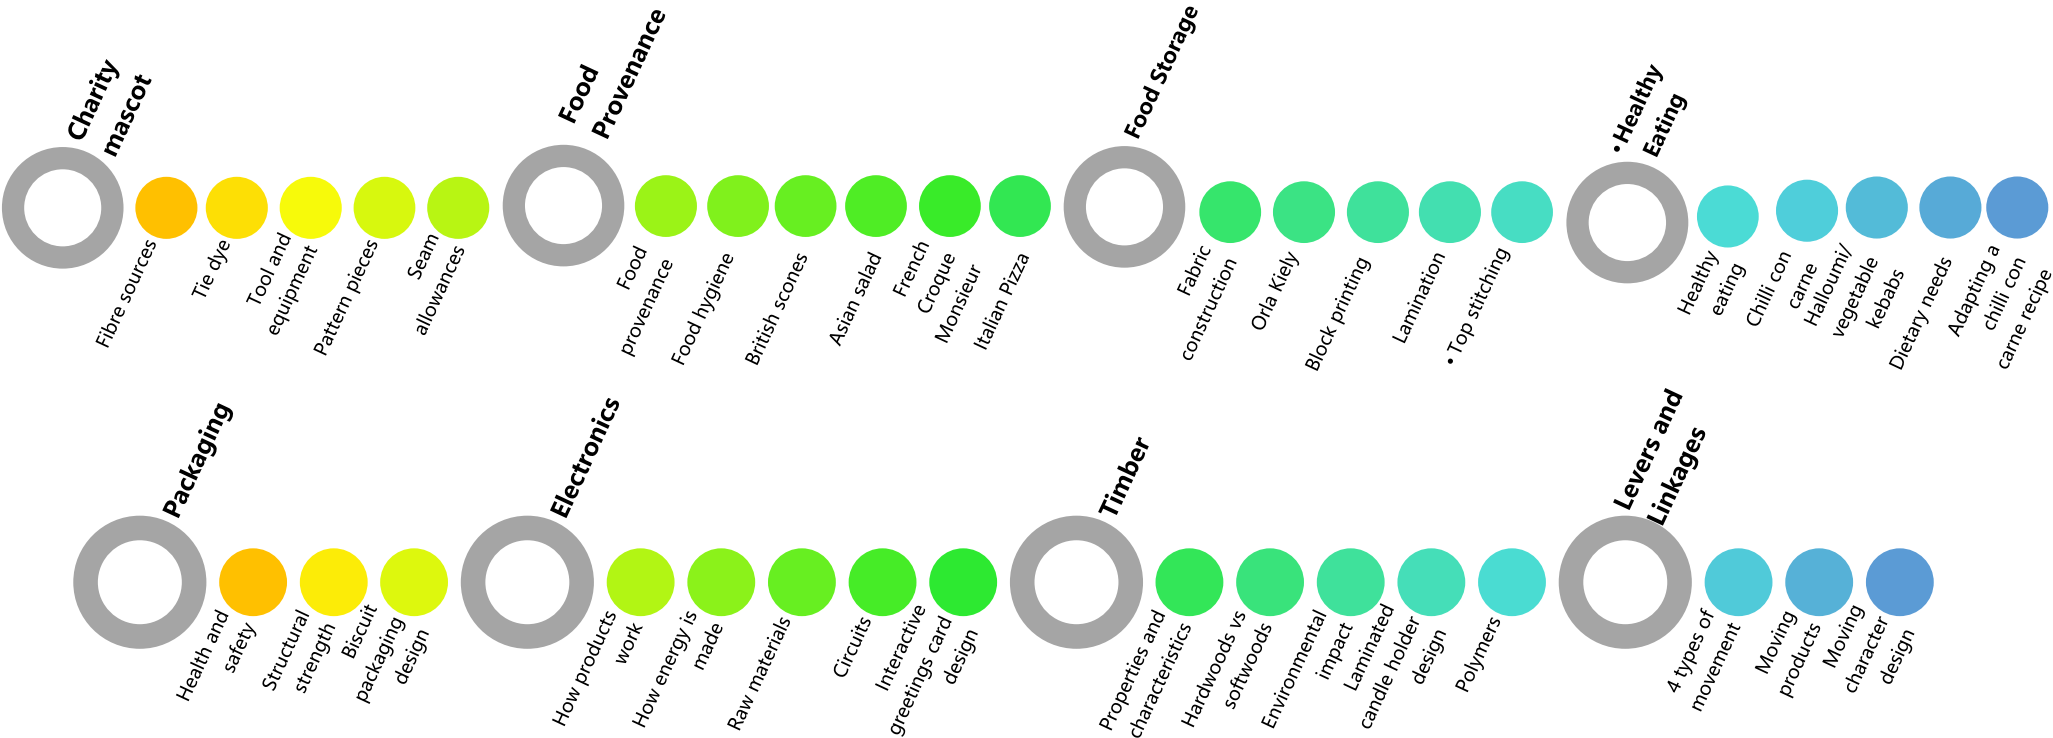 Charity
mascot
Fibre sources
Tie dye
Tool and
equipment
Pattern pieces
Seam
allowances
Food
Provenance
Food
provenance
Food hygiene
British scones
Asian salad
French
Croque
Monsieur
Italian Pizza
Food Storage
Fabric
construction
Orla Kiely
Block printing
Lamination
•Top stitching
•Healthy
Eating
Healthy
eating
Chilli con
carne
Halloumi/
vegetable
kebabs
Dietary needs
Adapting a
chilli con
carne recipe
Packaging
Health and
safety
Structural
strength
Biscuit
packaging
design
Electronics
How products
work
How energy is
made
Raw materials
Circuits
Interactive
greetings card
design
Timber
Properties and
characteristics
Hardwoods vs
softwoods
Environmental
impact
Laminated
candle holder
design
Polymers
Levers and
Linkages
4 types of
movement
Moving
products
Moving
character
design